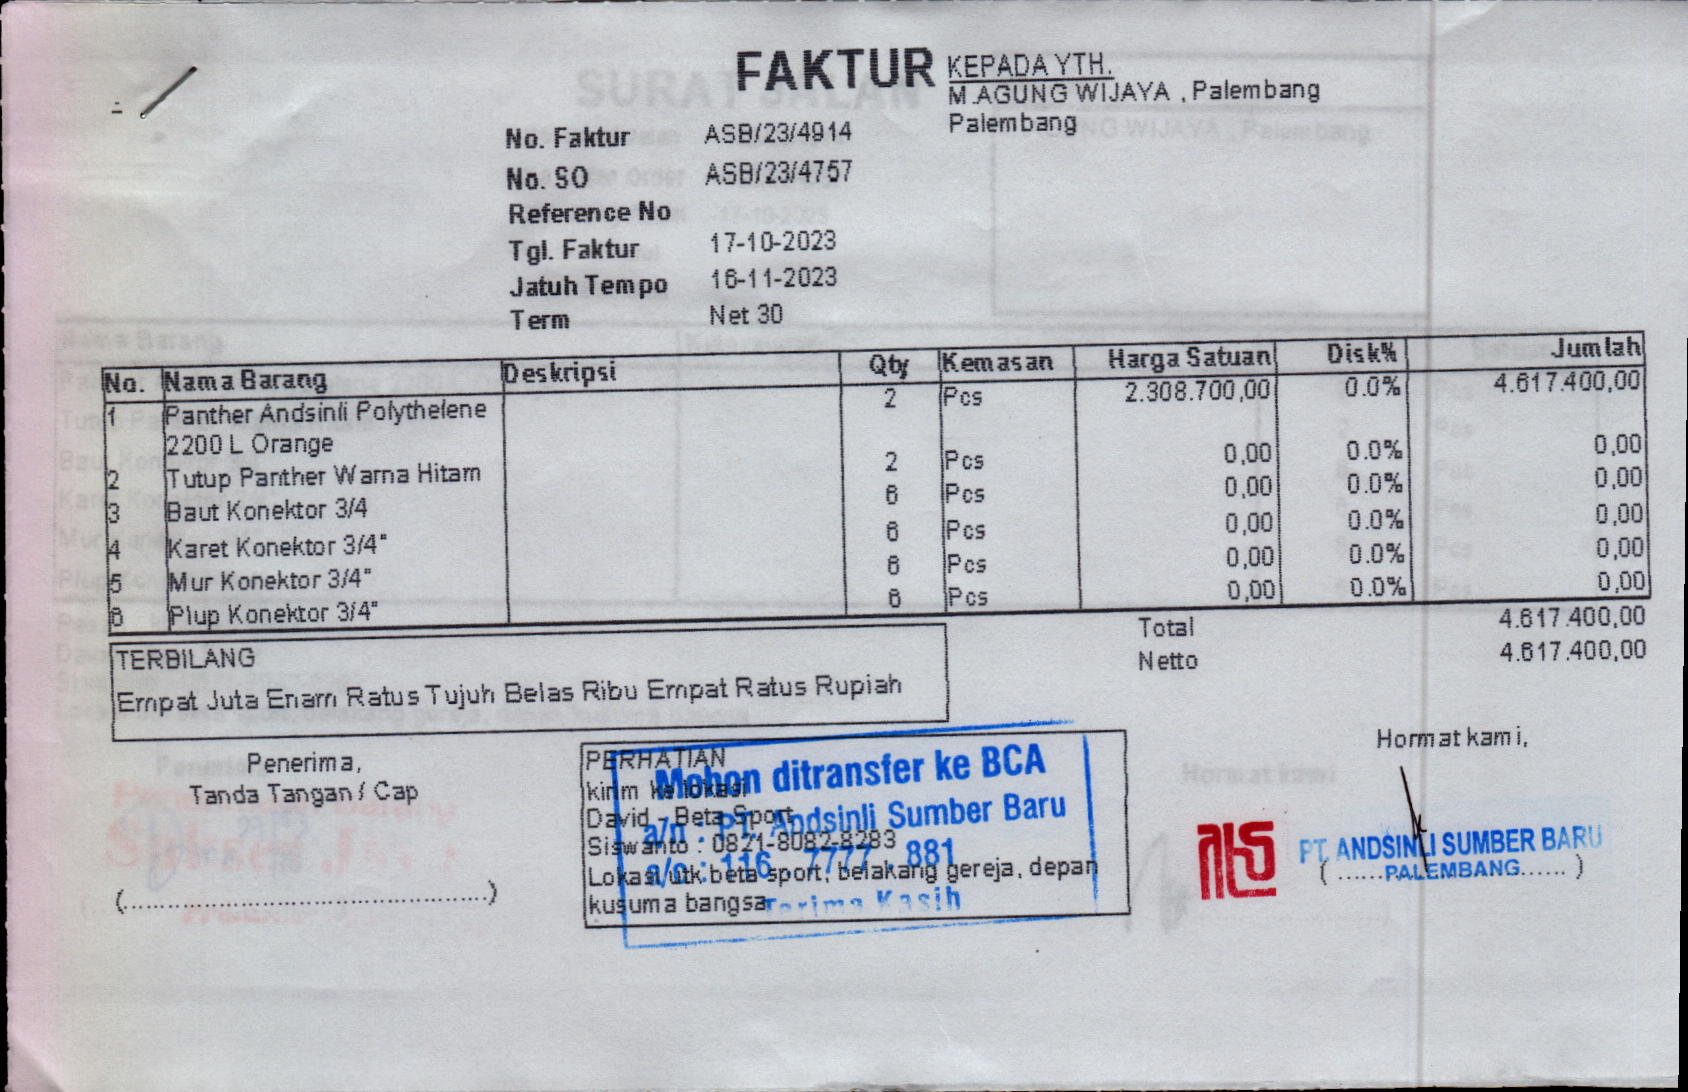 FAKTUR
KEPADA YTH.
M.AGUNG WIJAYA , Palembang
Palembang
No. Faktur ASB/23/4914
No. SO ASB/23/4757
Reference No
Tgl. Faktur 17-10-2023
Jatuh Tempo 16-11-2023
Term Net 30
No. Nama Barang Deskripsi Qty Kemasan Harga Satuan Disk% Jumlah
1 Panther Andsinli Polythelene 2 Pcs 2.308.700,00 0.0% 4.617.400,00
2200 L Orange
2 Tutup Panther Warna Hitam 2 Pcs 0,00 0.0% 0,00
3 Baut Konektor 3/4 6 Pcs 0,00 0.0% 0,00
4 Karet Konektor 3/4" 6 Pcs 0,00 0.0% 0,00
5 Mur Konektor 3/4" 6 Pcs 0,00 0.0% 0,00
6 Plup Konektor 3/4" 6 Pcs 0,00 0.0% 0,00
Total 4.617.400,00
Netto 4.617.400,00
TERBILANG
Empat Juta Enam Ratus Tujuh Belas Ribu Empat Ratus Rupiah
Penerima,
Tanda Tangan / Cap
(............................................)
PERHATIAN
kirim ke lokasi
David - Beta Sport
Siswanto : 0821-8082-8283
Lokasi utk beta sport, belakang gereja, depan
kusuma bangsa
Mohon ditransfer ke BCA
a/n : PT. Andsinli Sumber Baru
a/c : 116 7777 881
Terima Kasih
Hormat kami,
PT. ANDSINLI SUMBER BARU
( ......PALEMBANG...... )